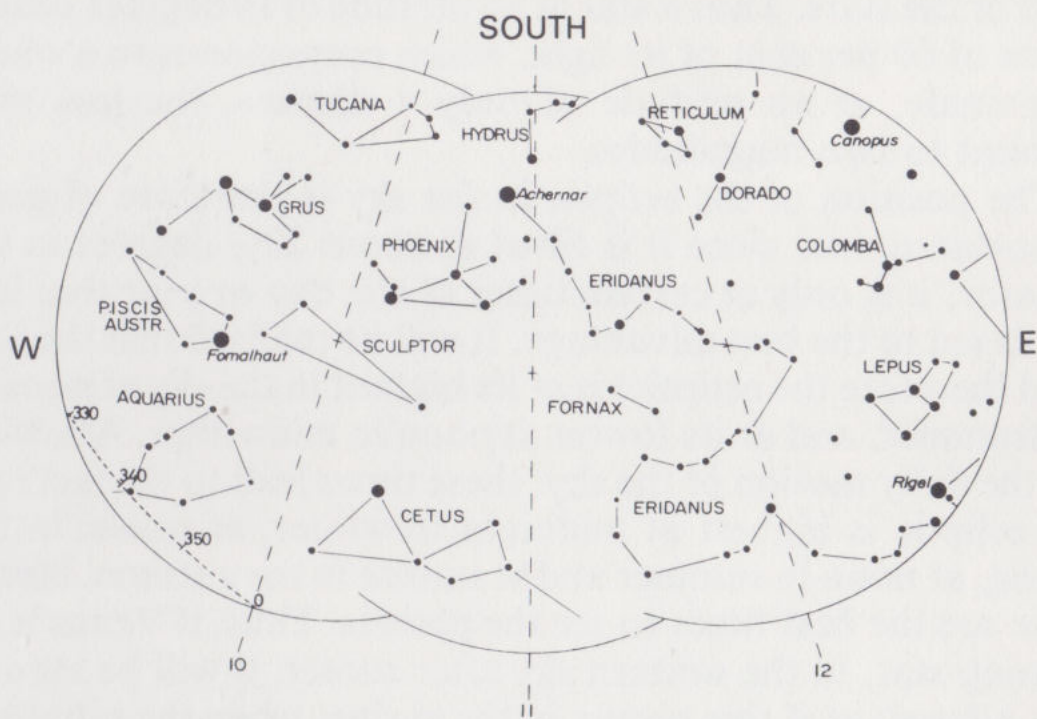 SOUTH
TUCANA
HYDRUS
RETICULUM
Canopus
Achernar
DORADO
GRUS
PHOENIX
ERIDANUS
COLOMBA
PISCIS
AUSTR.
W
Fomalhaut
SCULPTOR
E
LEPUS
AQUARIUS
FORNAX
330
340
350
0
CETUS
ERIDANUS
Rigel
10
11
12